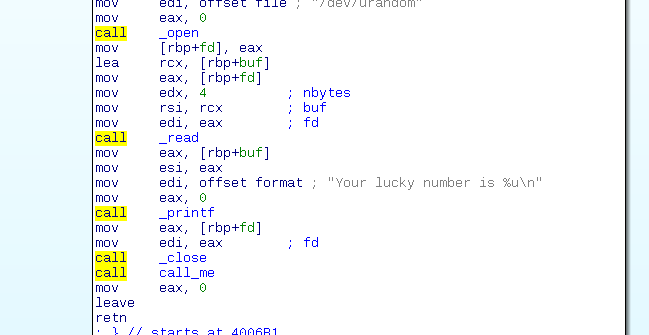 mov     edi, offset file ; "/dev/urandom"
mov     eax, 0
call    _open
mov     [rbp+fd], eax
lea     rcx, [rbp+buf]
mov     eax, [rbp+fd]
mov     edx, 4          ; nbytes
mov     rsi, rcx        ; buf
mov     edi, eax        ; fd
call    _read
mov     eax, [rbp+buf]
mov     esi, eax
mov     edi, offset format ; "Your lucky number is %u\n"
mov     eax, 0
call    _printf
mov     eax, [rbp+fd]
mov     edi, eax        ; fd
call    _close
call    call_me
mov     eax, 0
leave
retn
; } // starts at 4006B1